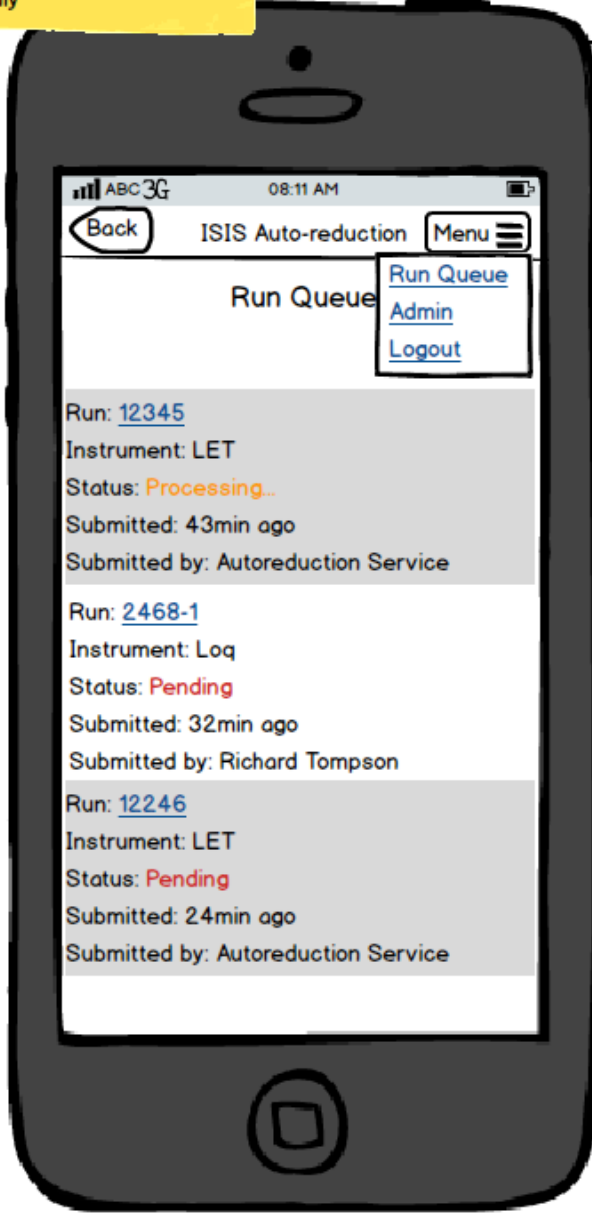 ABC 3G 08:11 AM
Back ISIS Auto-reduction Menu
Run Queue
Admin
Logout
Run Queue
Run: 12345
Instrument: LET
Status: Processing...
Submitted: 43min ago
Submitted by: Autoreduction Service
Run: 2468-1
Instrument: Loq
Status: Pending
Submitted: 32min ago
Submitted by: Richard Tompson
Run: 12246
Instrument: LET
Status: Pending
Submitted: 24min ago
Submitted by: Autoreduction Service